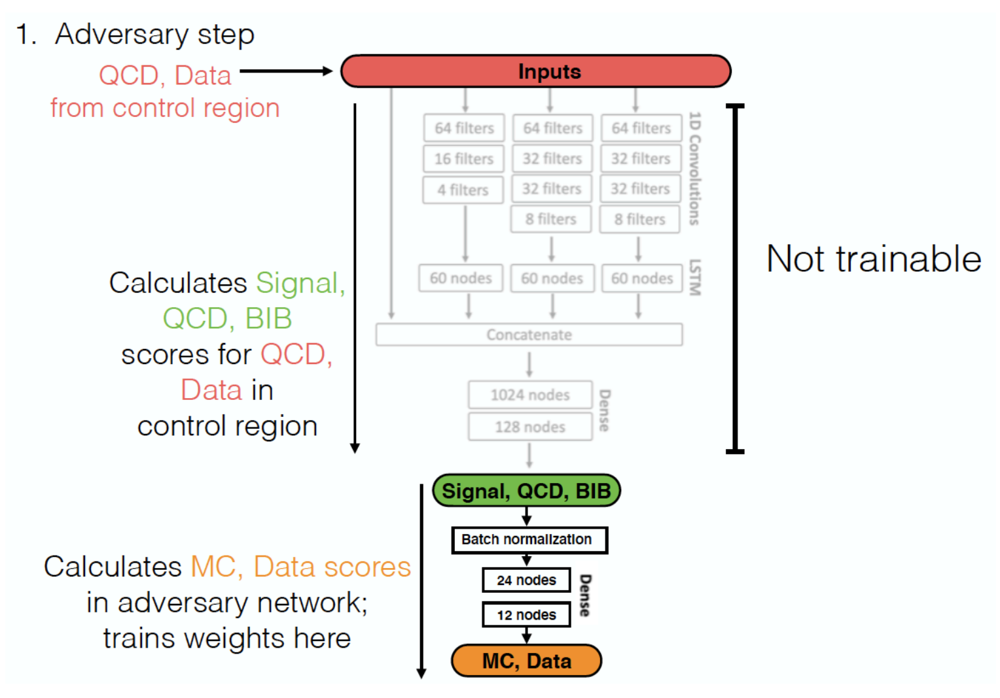 1. Adversary step
QCD, Data
from control region
Inputs
64 filters
64 filters
64 filters
16 filters
32 filters
32 filters
4 filters
32 filters
32 filters
8 filters
8 filters
1D Convolutions
Not trainable
60 nodes
60 nodes
60 nodes
LSTM
Calculates Signal,
QCD, BIB
scores for QCD,
Data in
control region
Concatenate
1024 nodes
128 nodes
Dense
Signal, QCD, BIB
Batch normalization
24 nodes
12 nodes
Dense
Calculates MC, Data scores
in adversary network;
trains weights here
MC, Data